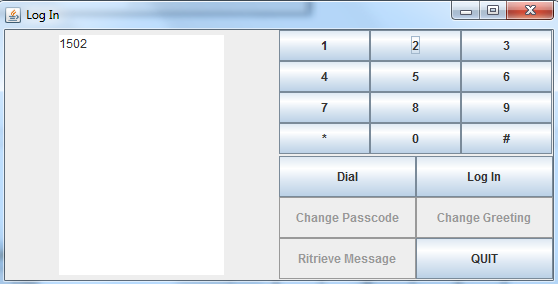 Log In
1502
1 2 3
4 5 6
7 8 9
* 0 #
Dial Log In
Change Passcode Change Greeting
Ritrieve Message QUIT